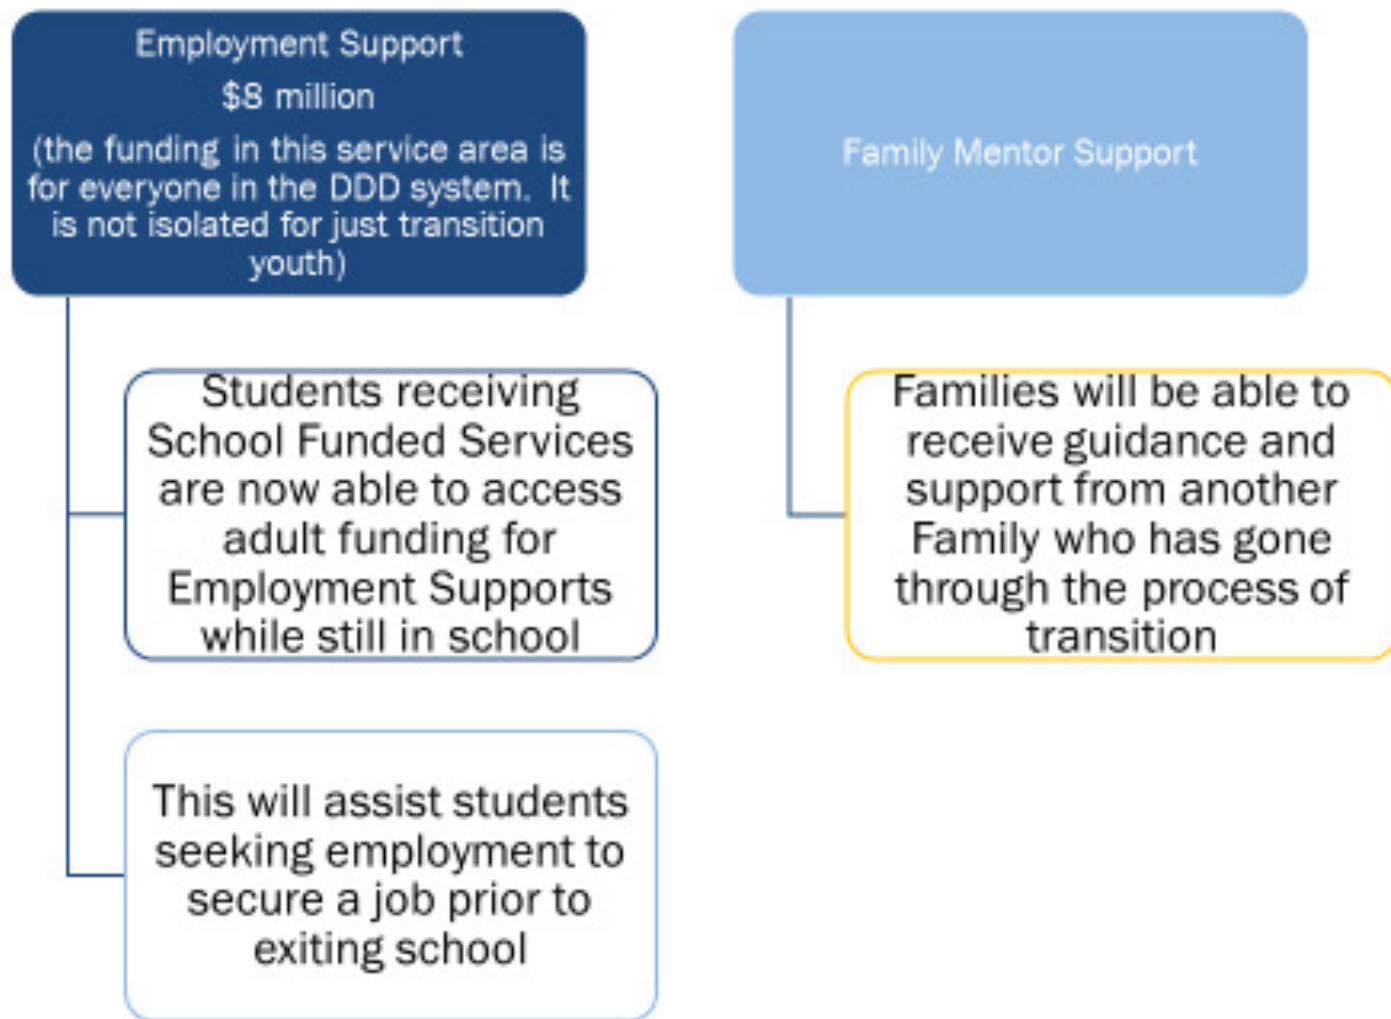 Employment Support
$8 million
(the funding in this service area is
for everyone in the DDD system.  It
is not isolated for just transition
youth)
Students receiving
School Funded Services
are now able to access
adult funding for
Employment Supports
while still in school
This will assist students
seeking employment to
secure a job prior to
exiting school
Family Mentor Support
Families will be able to
receive guidance and
support from another
Family who has gone
through the process of
transition